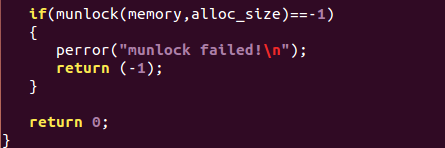 if(munlock(memory,alloc_size)==-1)
{
perror("munlock failed!\n");
return (-1);
}
return 0;
}